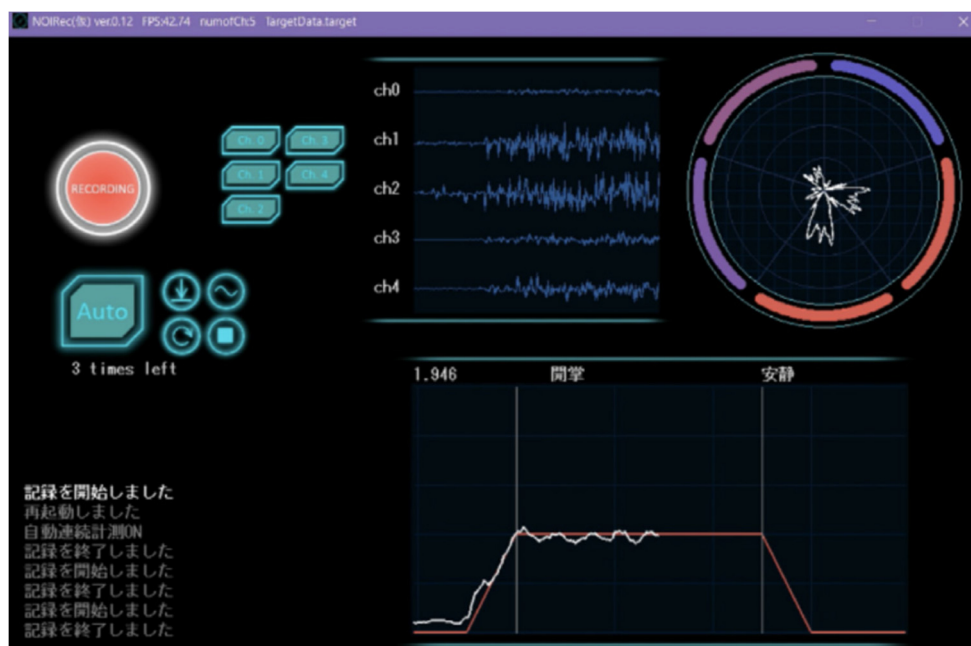 NOIRec(仮) ver.0.12 FPS:42.74 numofCh:5 TargetData.target
ch0
ch1
ch2
ch3
ch4
Ch. 0
Ch. 3
Ch. 1
Ch. 4
Ch. 2
RECORDING
Auto
3 times left
1.946
開掌
安静
記録を開始しました
再起動しました
自動連続計測ON
記録を終了しました
記録を開始しました
記録を終了しました
記録を開始しました
記録を終了しました